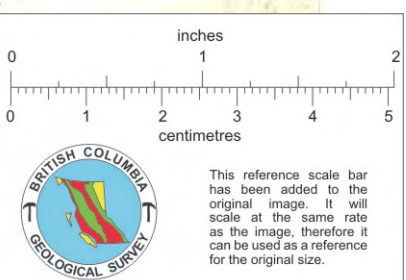 inches
0 1 2
0 1 2 3 4 5
centimetres
BRITISH COLUMBIA
GEOLOGICAL SURVEY
This reference scale bar
has been added to the
original image. It will
scale at the same rate
as the image, therefore it
can be used as a reference
for the original size.